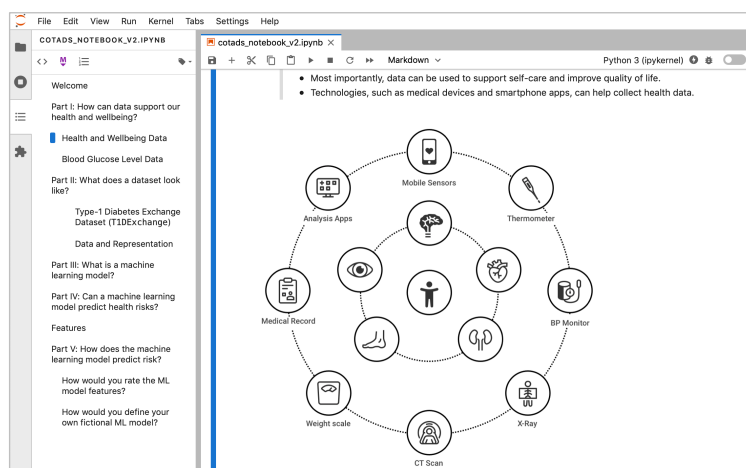 File Edit View Run Kernel Tabs Settings Help
COTADS_NOTEBOOK_V2.IPYNB
cotads_notebook_v2.ipynb
Markdown
Python 3 (ipykernel)
Welcome
Part I: How can data support our
health and wellbeing?
Health and Wellbeing Data
Blood Glucose Level Data
Part II: What does a dataset look
like?
Type-1 Diabetes Exchange
Dataset (T1DExchange)
Data and Representation
Part III: What is a machine
learning model?
Part IV: Can a machine learning
model predict health risks?
Features
Part V: How does the machine
learning model predict risk?
How would you rate the ML
model features?
How would you define your
own fictional ML model?
• Most importantly, data can be used to support self-care and improve quality of life.
• Technologies, such as medical devices and smartphone apps, can help collect health data.
Mobile Sensors
Analysis Apps
Thermometer
Medical Record
BP Monitor
Weight scale
X-Ray
CT Scan